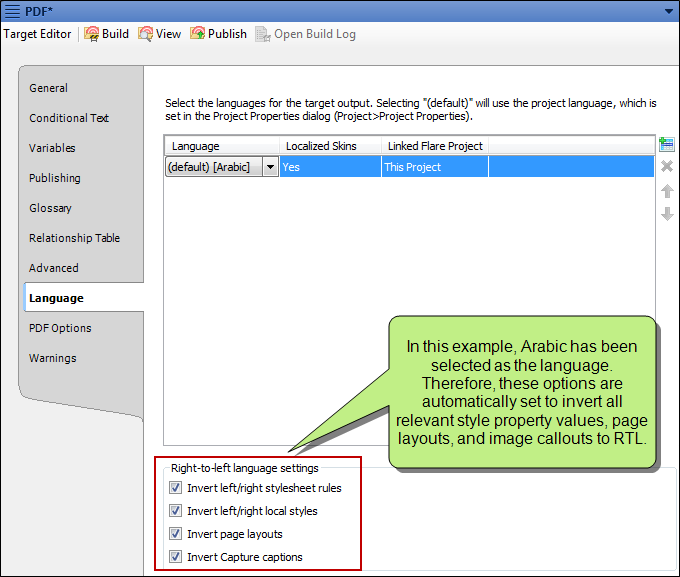 PDF*
Target Editor Build View Publish Open Build Log
General
Conditional Text
Variables
Publishing
Glossary
Relationship Table
Advanced
Language
PDF Options
Warnings
Select the languages for the target output. Selecting "(default)" will use the project language, which is
set in the Project Properties dialog (Project>Project Properties).
Language Localized Skins Linked Flare Project
(default) [Arabic] Yes This Project
In this example, Arabic has been
selected as the language.
Therefore, these options are
automatically set to invert all
relevant style property values, page
layouts, and image callouts to RTL.
Right-to-left language settings
Invert left/right stylesheet rules
Invert left/right local styles
Invert page layouts
Invert Capture captions